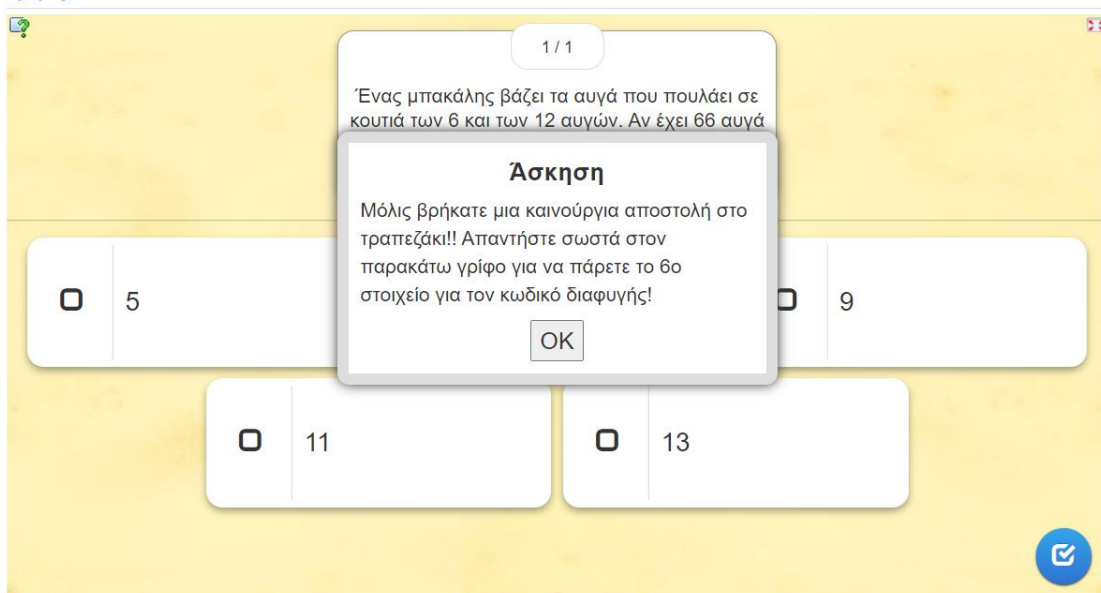 1 / 1
Ένας μπακάλης βάζει τα αυγά που πουλάει σε
κουτιά των 6 και των 12 αυγών. Αν έχει 66 αυγά
Άσκηση
Μόλις βρήκατε μια καινούργια αποστολή στο
τραπεζάκι!! Απαντήστε σωστά στον
παρακάτω γρίφο για να πάρετε το 6ο
στοιχείο για τον κωδικό διαφυγής!
OK
5
9
11
13